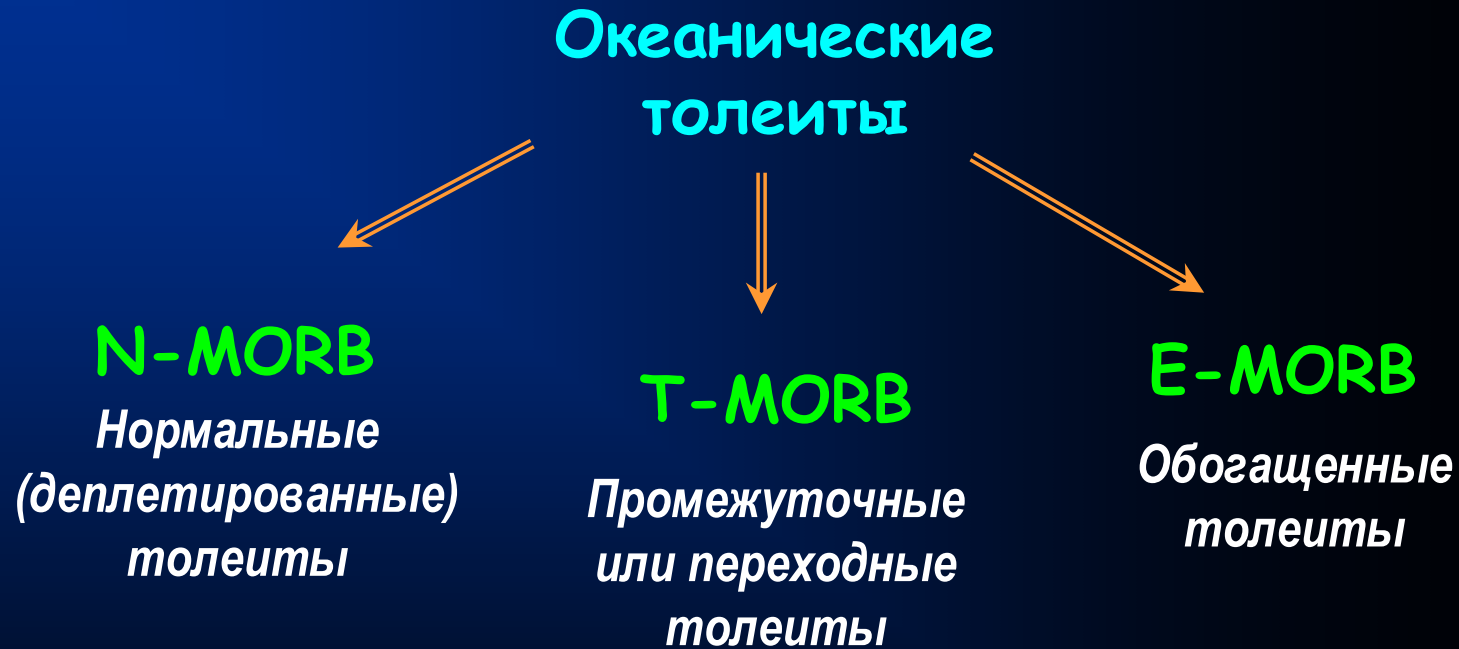 Океанические
толеиты
N-MORB
Нормальные
(деплетированные)
толеиты
T-MORB
Промежуточные
или переходные
толеиты
E-MORB
Обогащенные
толеиты